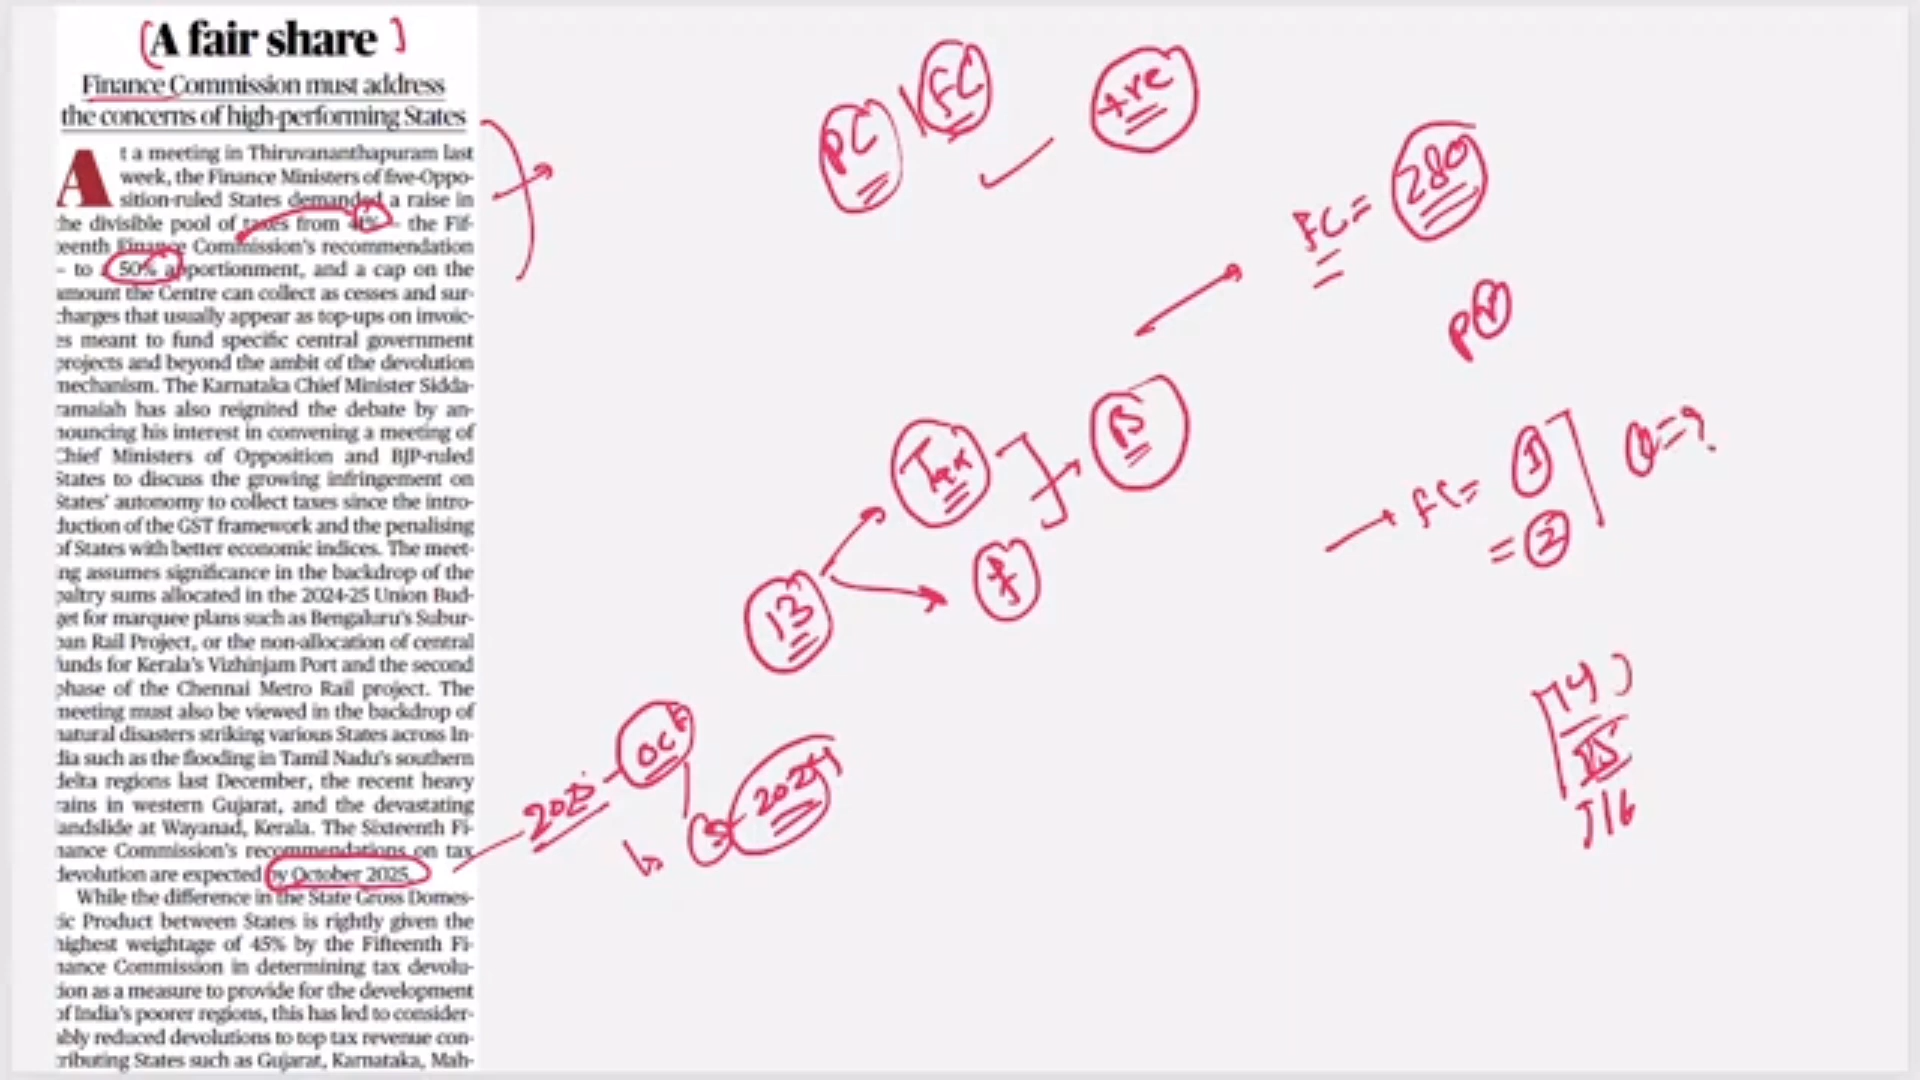 A fair share
Finance Commission must address
the concerns of high-performing States
At a meeting in Thiruvananthapuram last
week, the Finance Ministers of five-Oppo-
sition-ruled States demanded a raise in
the divisible pool of taxes from 41% – the Fif-
teenth Finance Commission's recommendation
– to a 50% apportionment, and a cap on the
amount the Centre can collect as cesses and sur-
charges that usually appear as top-ups on invoic-
es meant to fund specific central government
projects and beyond the ambit of the devolution
mechanism. The Karnataka Chief Minister Sidda-
ramaiah has also reignited the debate by an-
nouncing his interest in convening a meeting of
Chief Ministers of Opposition and BJP-ruled
States to discuss the growing infringement on
States' autonomy to collect taxes since the intro-
duction of the GST framework and the penalising
of States with better economic indices. The meet-
ing assumes significance in the backdrop of the
paltry sums allocated in the 2024-25 Union Bud-
get for marquee plans such as Bengaluru's Subur-
ban Rail Project, or the non-allocation of central
funds for Kerala's Vizhinjam Port and the second
phase of the Chennai Metro Rail project. The
meeting must also be viewed in the backdrop of
natural disasters striking various States across In-
dia such as the flooding in Tamil Nadu's southern
delta regions last December, the recent heavy
rains in western Gujarat, and the devastating
landslide at Wayanad, Kerala. The Sixteenth Fi-
nance Commission's recommendations on tax
devolution are expected by October 2025.
While the difference in the State Gross Domes-
tic Product between States is rightly given the
highest weightage of 45% by the Fifteenth Fi-
nance Commission in determining tax devolu-
tion as a measure to provide for the development
of India's poorer regions, this has led to consider-
ably reduced devolutions to top tax revenue con-
tributing States such as Gujarat, Karnataka, Mah-
PC / FC
+ve
FC = 280
Tax
13
FC = 1
= 2
Q = ?
2025
Oct
2024
14
15
16